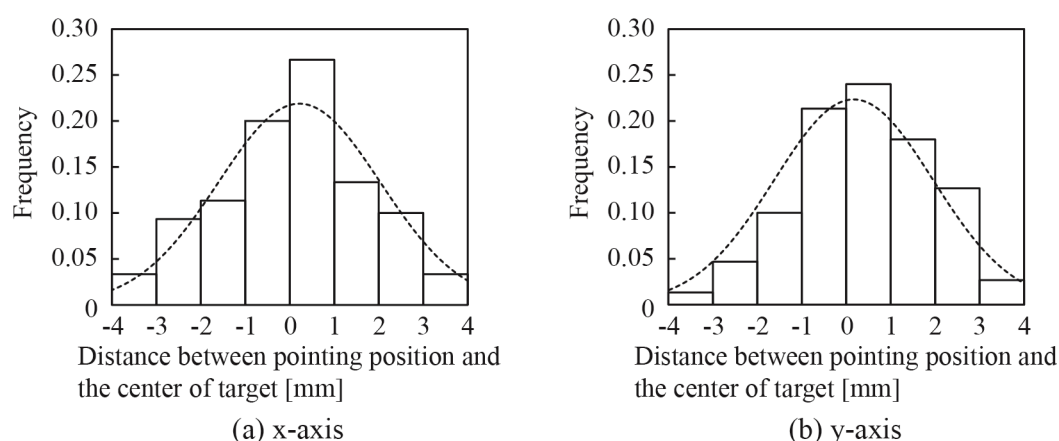 0.30
0.25
0.20
0.15
0.10
0.05
0
Frequency
-4 -3 -2 -1 0 1 2 3 4
Distance between pointing position and
the center of target [mm]
(a) x-axis
0.30
0.25
0.20
0.15
0.10
0.05
0
Frequency
-4 -3 -2 -1 0 1 2 3 4
Distance between pointing position and
the center of target [mm]
(b) y-axis